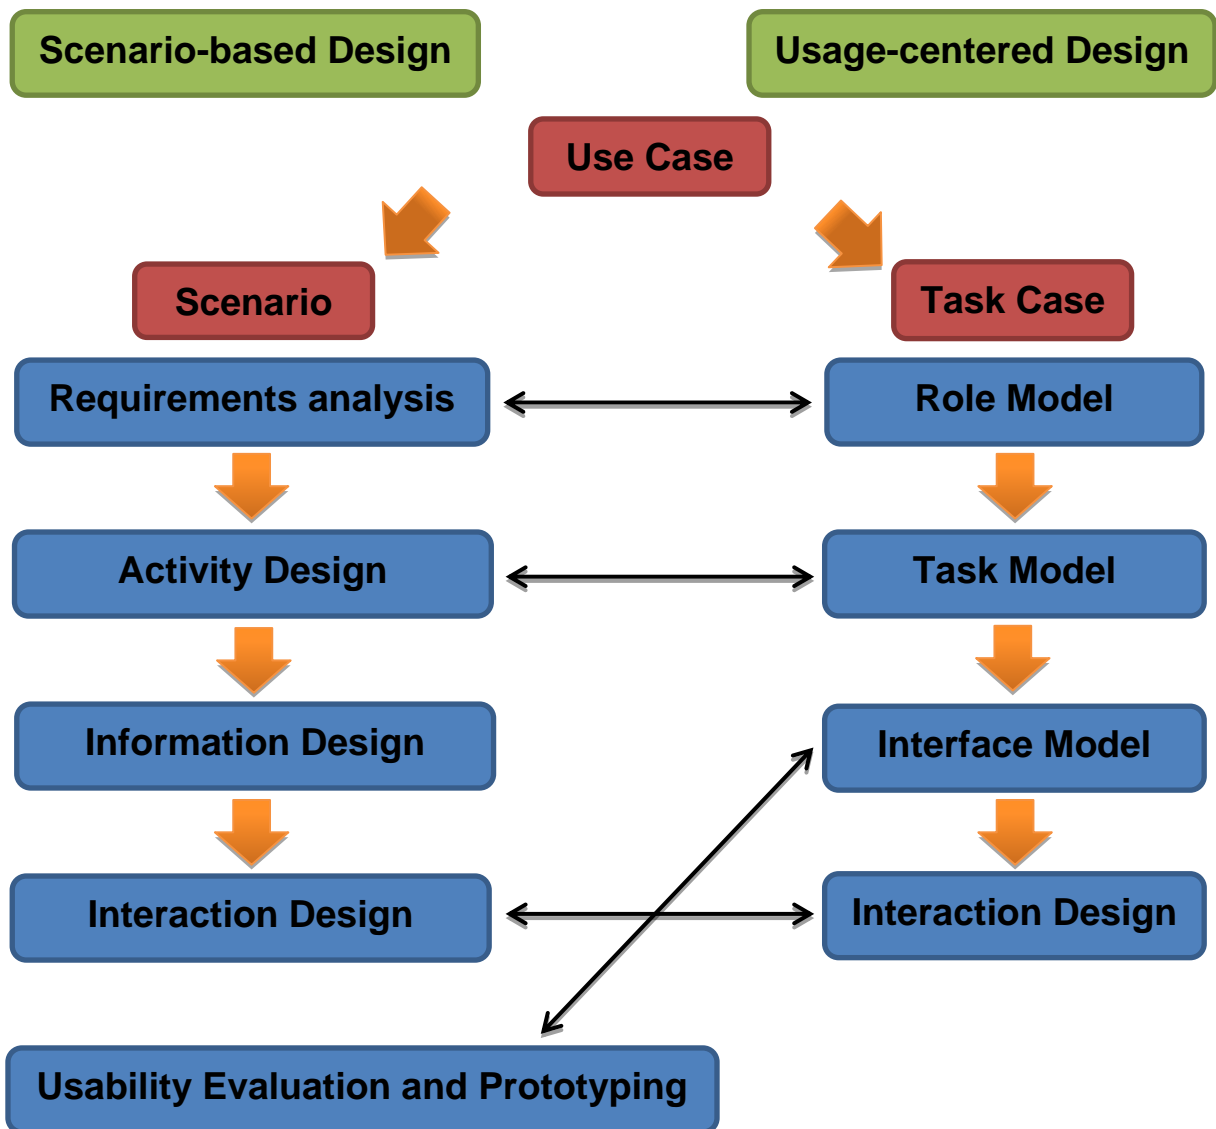 Scenario-based Design
Usage-centered Design
Use Case
Scenario
Task Case
Requirements analysis
Role Model
Activity Design
Task Model
Information Design
Interface Model
Interaction Design
Interaction Design
Usability Evaluation and Prototyping